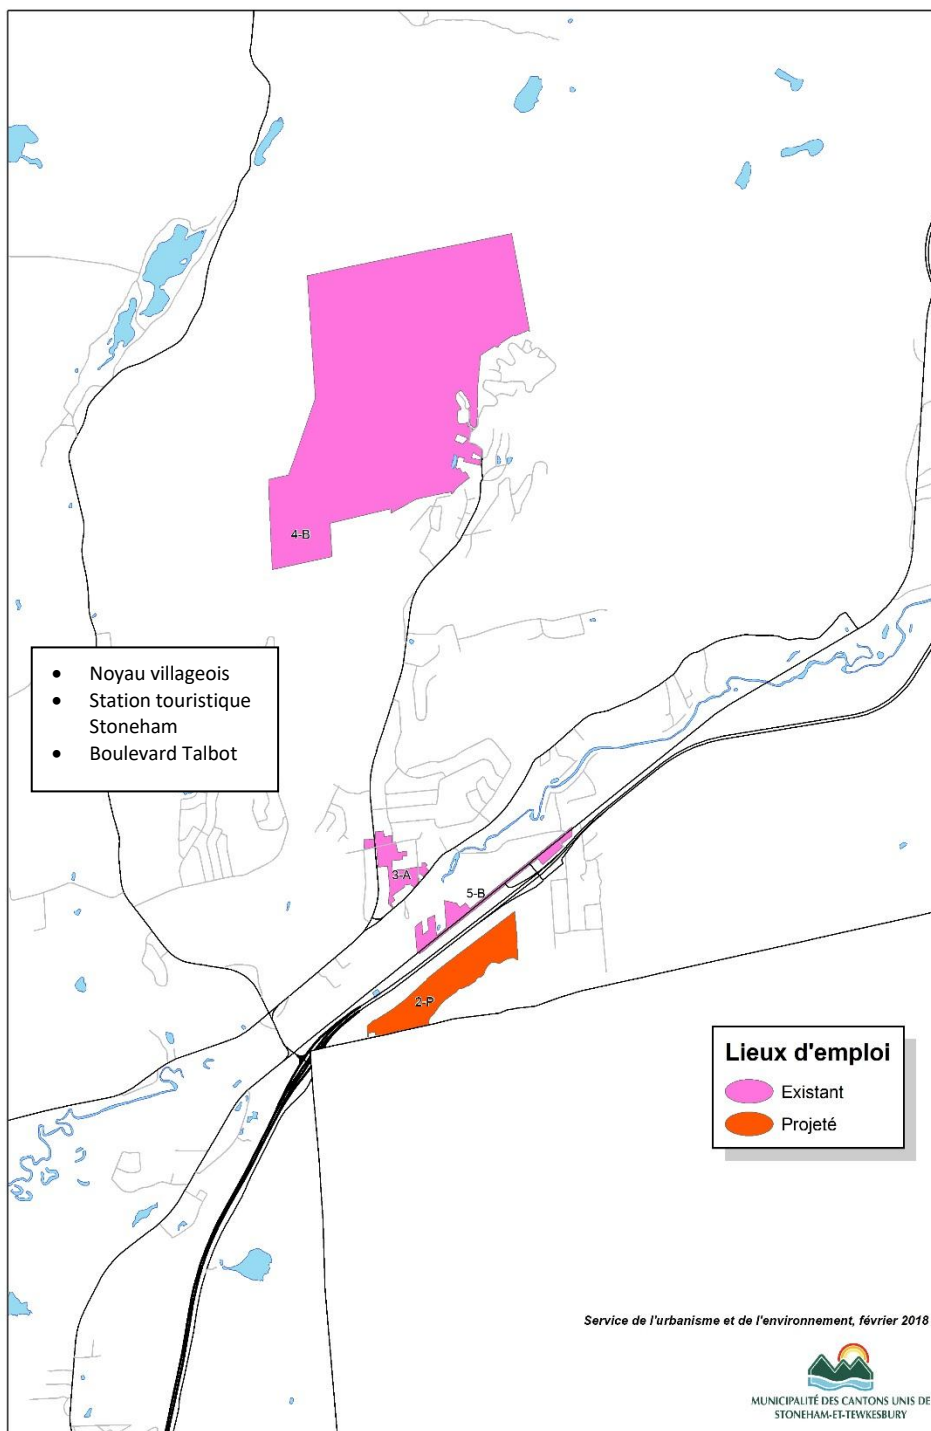 4-B
• Noyau villageois
• Station touristique
Stoneham
• Boulevard Talbot
3-A
5-B
2-P
Lieux d'emploi
Existant
Projeté
Service de l'urbanisme et de l'environnement, février 2018
MUNICIPALITÉ DES CANTONS UNIS DE
STONEHAM-ET-TEWKESBURY